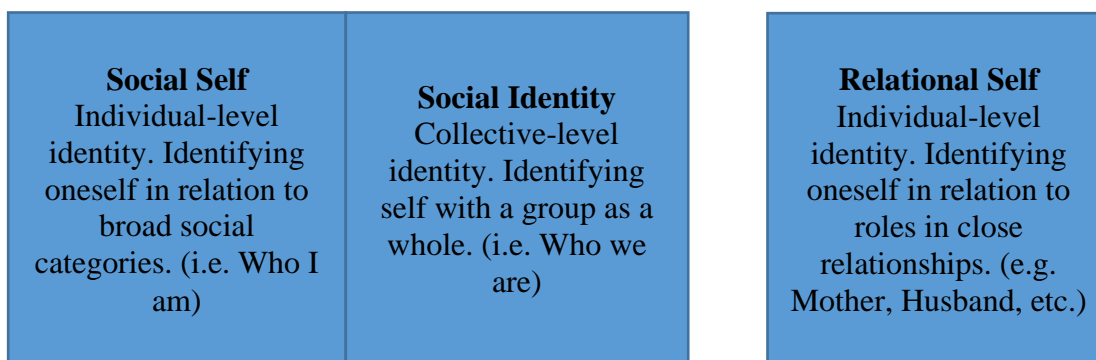 Social Self
Individual-level
identity. Identifying
oneself in relation to
broad social
categories. (i.e. Who I
am)
Social Identity
Collective-level
identity. Identifying
self with a group as a
whole. (i.e. Who we
are)
Relational Self
Individual-level
identity. Identifying
oneself in relation to
roles in close
relationships. (e.g.
Mother, Husband, etc.)